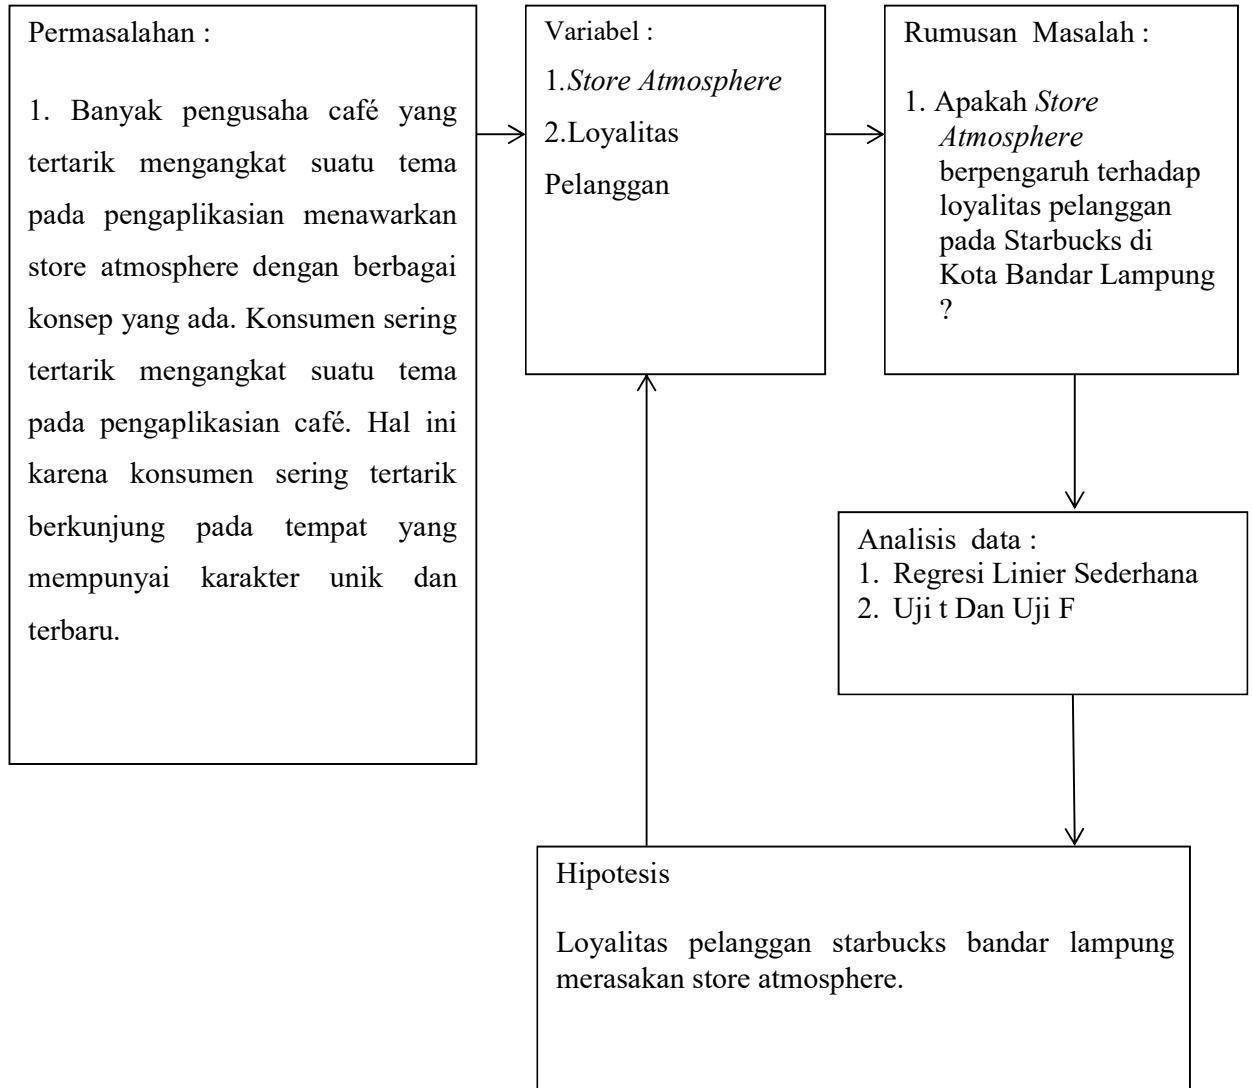 Permasalahan :
1. Banyak pengusaha café yang
tertarik mengangkat suatu tema
pada pengaplikasian menawarkan
store atmosphere dengan berbagai
konsep yang ada. Konsumen sering
tertarik mengangkat suatu tema
pada pengaplikasian café. Hal ini
karena konsumen sering tertarik
berkunjung pada tempat yang
mempunyai karakter unik dan
terbaru.
Variabel :
1.Store Atmosphere
2.Loyalitas
Pelanggan
Rumusan Masalah :
1. Apakah Store
Atmosphere
berpengaruh terhadap
loyalitas pelanggan
pada Starbucks di
Kota Bandar Lampung
?
Analisis data :
1. Regresi Linier Sederhana
2. Uji t Dan Uji F
Hipotesis
Loyalitas pelanggan starbucks bandar lampung
merasakan store atmosphere.